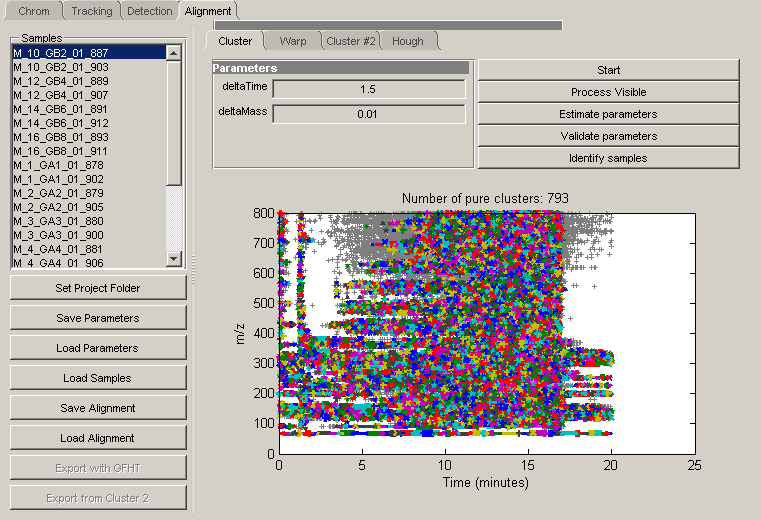 Chrom Tracking Detection Alignment
Samples
M_10_GB2_01_887
M_10_GB2_01_903
M_12_GB4_01_889
M_12_GB4_01_907
M_14_GB6_01_891
M_14_GB6_01_912
M_16_GB8_01_893
M_16_GB8_01_911
M_1_GA1_01_878
M_1_GA1_01_902
M_2_GA2_01_879
M_2_GA2_01_905
M_3_GA3_01_880
M_3_GA3_01_900
M_4_GA4_01_881
M_4_GA4_01_906
Set Project Folder
Save Parameters
Load Parameters
Load Samples
Save Alignment
Load Alignment
Export with GFHT
Export from Cluster 2
Cluster Warp Cluster #2 Hough
Parameters
deltaTime 1.5
deltaMass 0.01
Start
Process Visible
Estimate parameters
Validate parameters
Identify samples
Number of pure clusters: 793
800
700
600
500
400
300
200
100
0
m/z
0 5 10 15 20 25
Time (minutes)